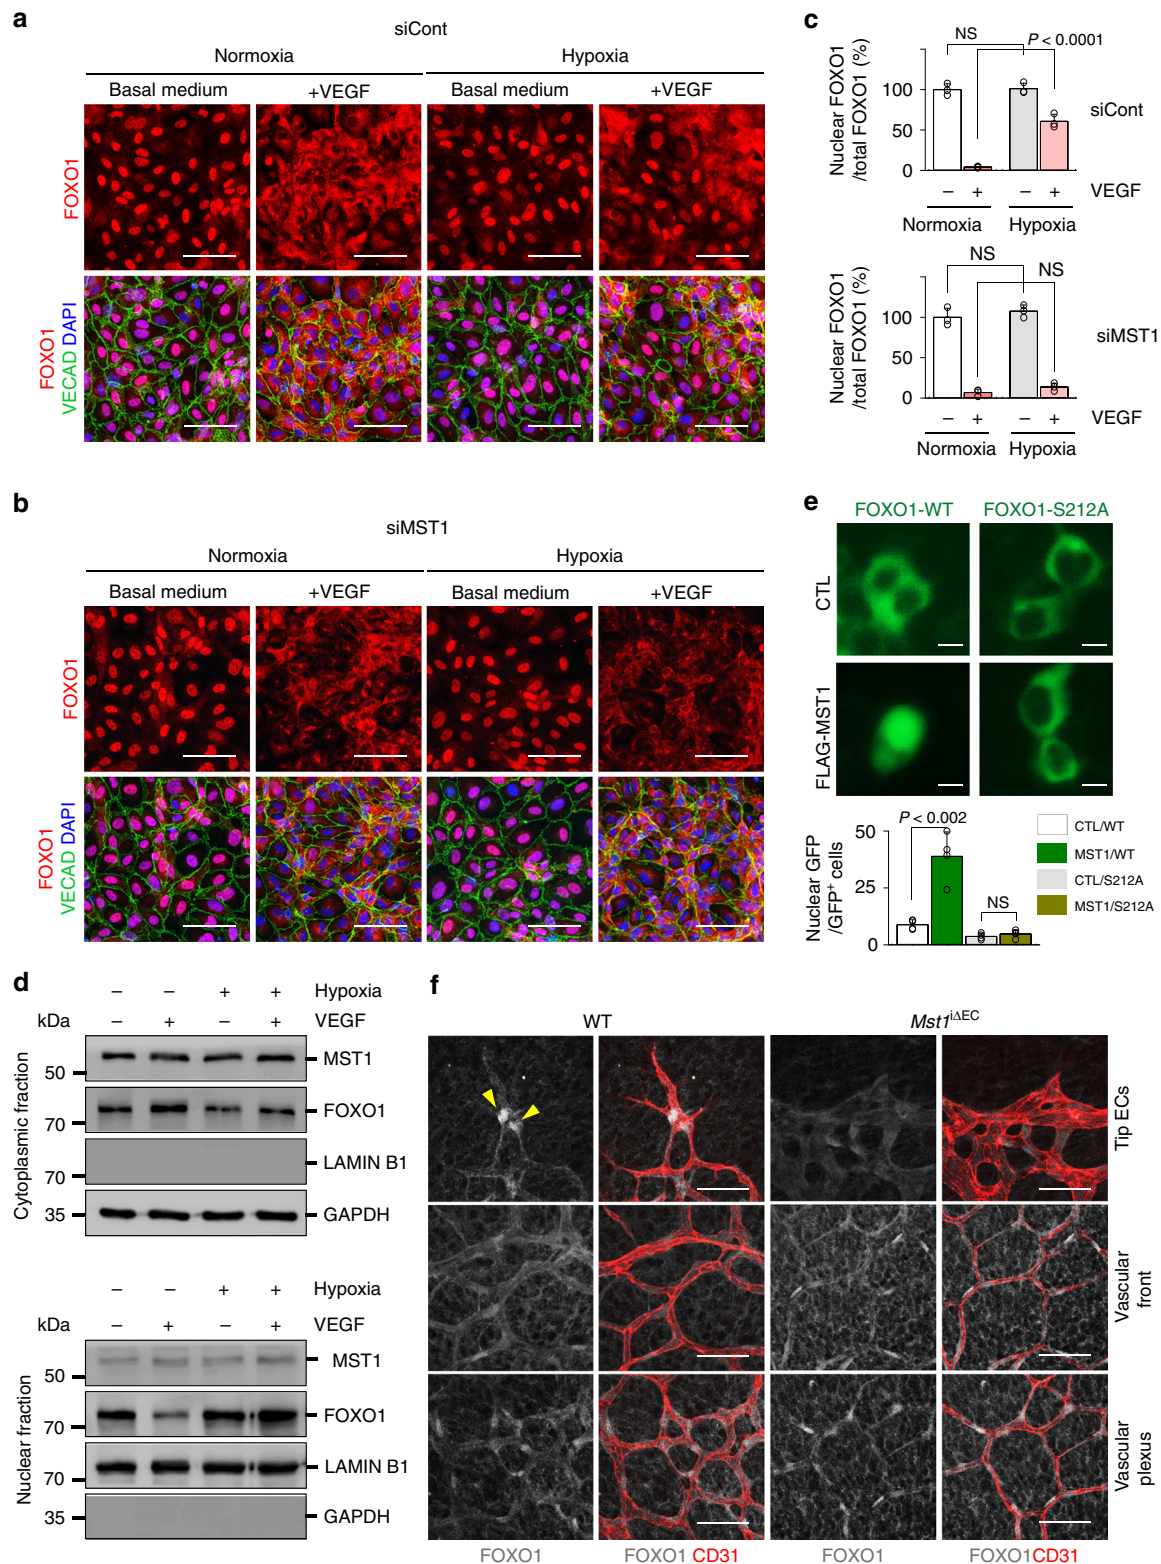 a
siCont
Normoxia Hypoxia
Basal medium +VEGF Basal medium +VEGF
FOXO1
FOXO1
VECAD DAPI
b
siMST1
Normoxia Hypoxia
Basal medium +VEGF Basal medium +VEGF
FOXO1
FOXO1
VECAD DAPI
c
NS P < 0.0001
Nuclear FOXO1
/total FOXO1 (%)
100
50
0
siCont
– + – + VEGF
Normoxia Hypoxia
NS NS
Nuclear FOXO1
/total FOXO1 (%)
100
50
0
siMST1
– + – + VEGF
Normoxia Hypoxia
d
– – + + Hypoxia
kDa – + – + VEGF
Cytoplasmic fraction
50 MST1
70 FOXO1
70 LAMIN B1
35 GAPDH
– – + + Hypoxia
kDa – + – + VEGF
Nuclear fraction
50 MST1
70 FOXO1
70 LAMIN B1
35 GAPDH
e
FOXO1-WT FOXO1-S212A
CTL
FLAG-MST1
P < 0.002
Nuclear GFP
/GFP+ cells
50
25
0
NS
CTL/WT
MST1/WT
CTL/S212A
MST1/S212A
f
WT Mst1iΔEC
Tip ECs
Vascular
front
Vascular
plexus
FOXO1 FOXO1 CD31 FOXO1 FOXO1CD31